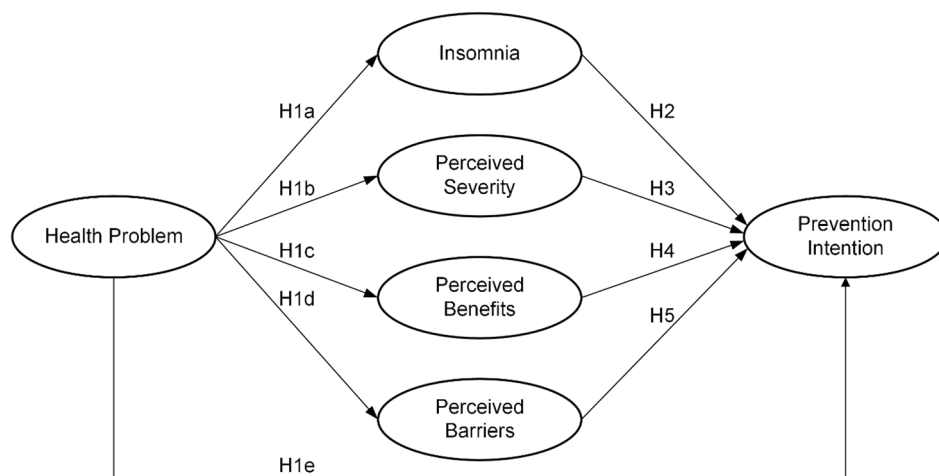 Insomnia
H1a
H2
Perceived
Severity
H1b
H3
Health Problem
Prevention
Intention
H1c
H4
Perceived
Benefits
H1d
H5
Perceived
Barriers
H1e